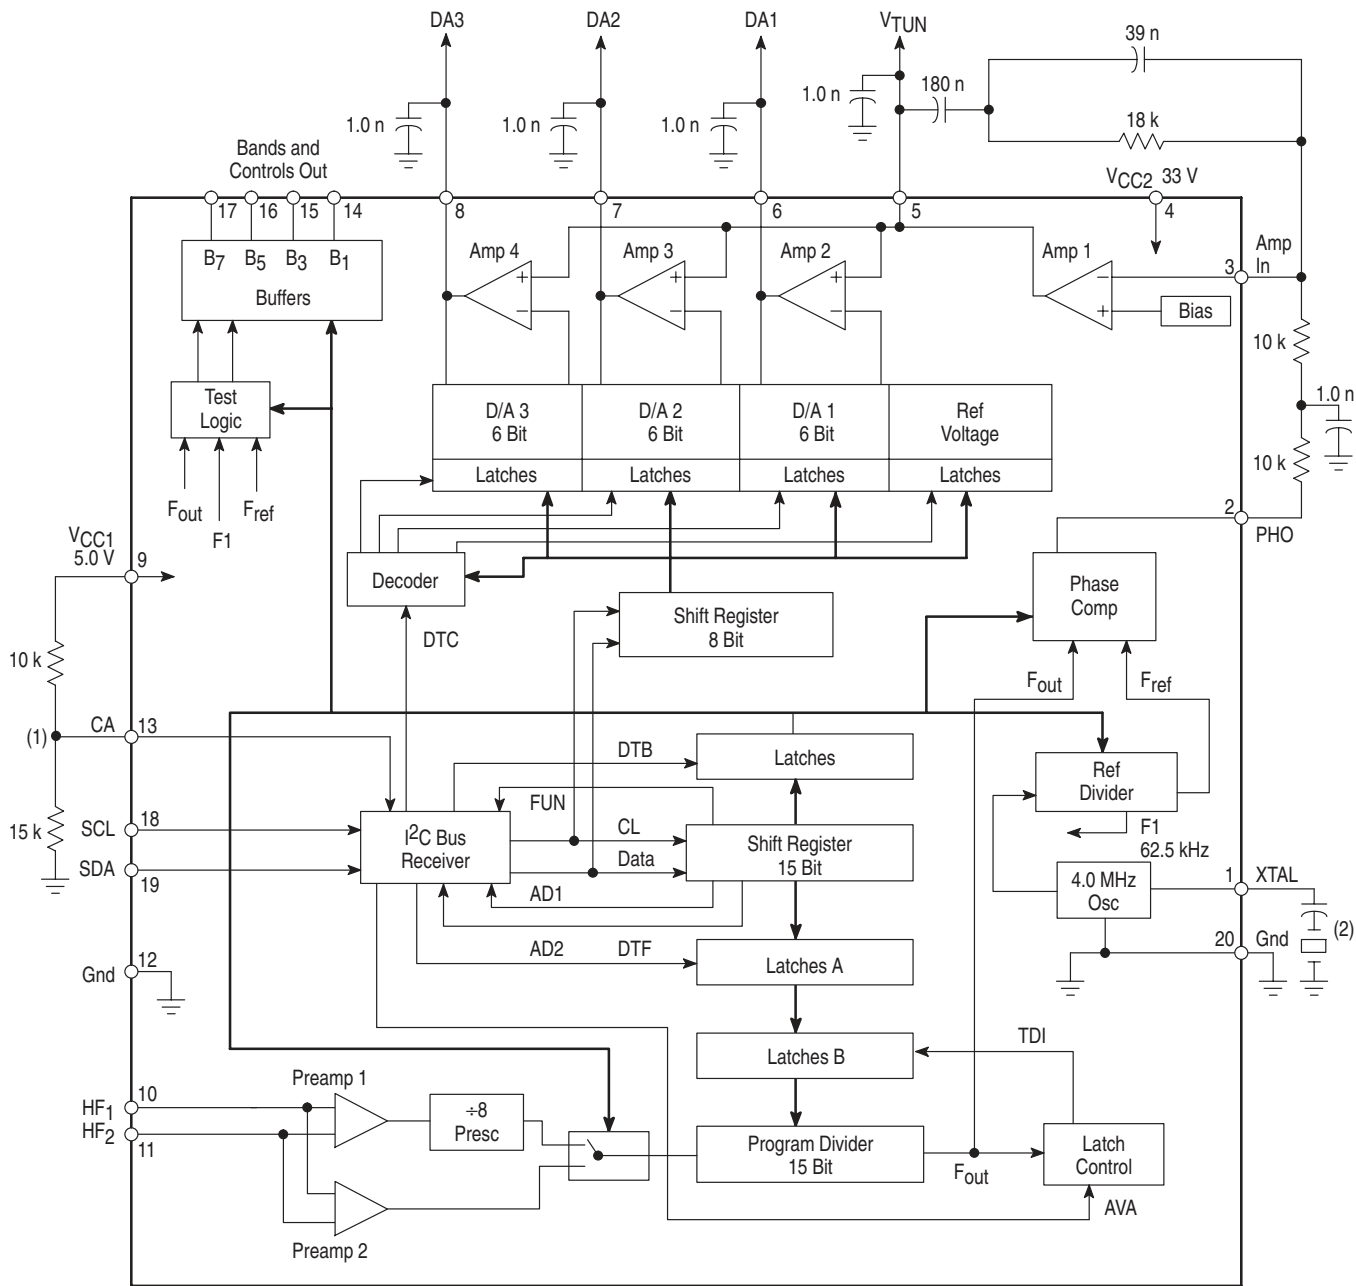 DA3 DA2 DA1 VTUN
39 n
1.0 n 1.0 n 1.0 n 1.0 n 180 n
18 k
Bands and
Controls Out
VCC2 33 V
17 16 15 14 8 7 6 5 4
B7 B5 B3 B1
Buffers
Amp 4 Amp 3 Amp 2 Amp 1
+ + + −
− − − +
Bias
3 Amp
In
10 k
1.0 n
10 k
Test
Logic
Fout F1 Fref
D/A 3
6 Bit
D/A 2
6 Bit
D/A 1
6 Bit
Ref
Voltage
Latches Latches Latches Latches
2
PHO
VCC1
5.0 V
9
Decoder
DTC
Shift Register
8 Bit
Phase
Comp
Fout Fref
10 k
(1)
CA
13
15 k
DTB
Latches
FUN
Ref
Divider
F1
62.5 kHz
SCL
18
I2C Bus
Receiver
CL
Data
Shift Register
15 Bit
SDA
19
AD1
4.0 MHz
Osc
1 XTAL
(2)
20 Gnd
AD2 DTF
Latches A
Gnd
12
Latches B
TDI
Preamp 1
HF1
10
HF2
11
÷8
Presc
Program Divider
15 Bit
Fout
Latch
Control
AVA
Preamp 2